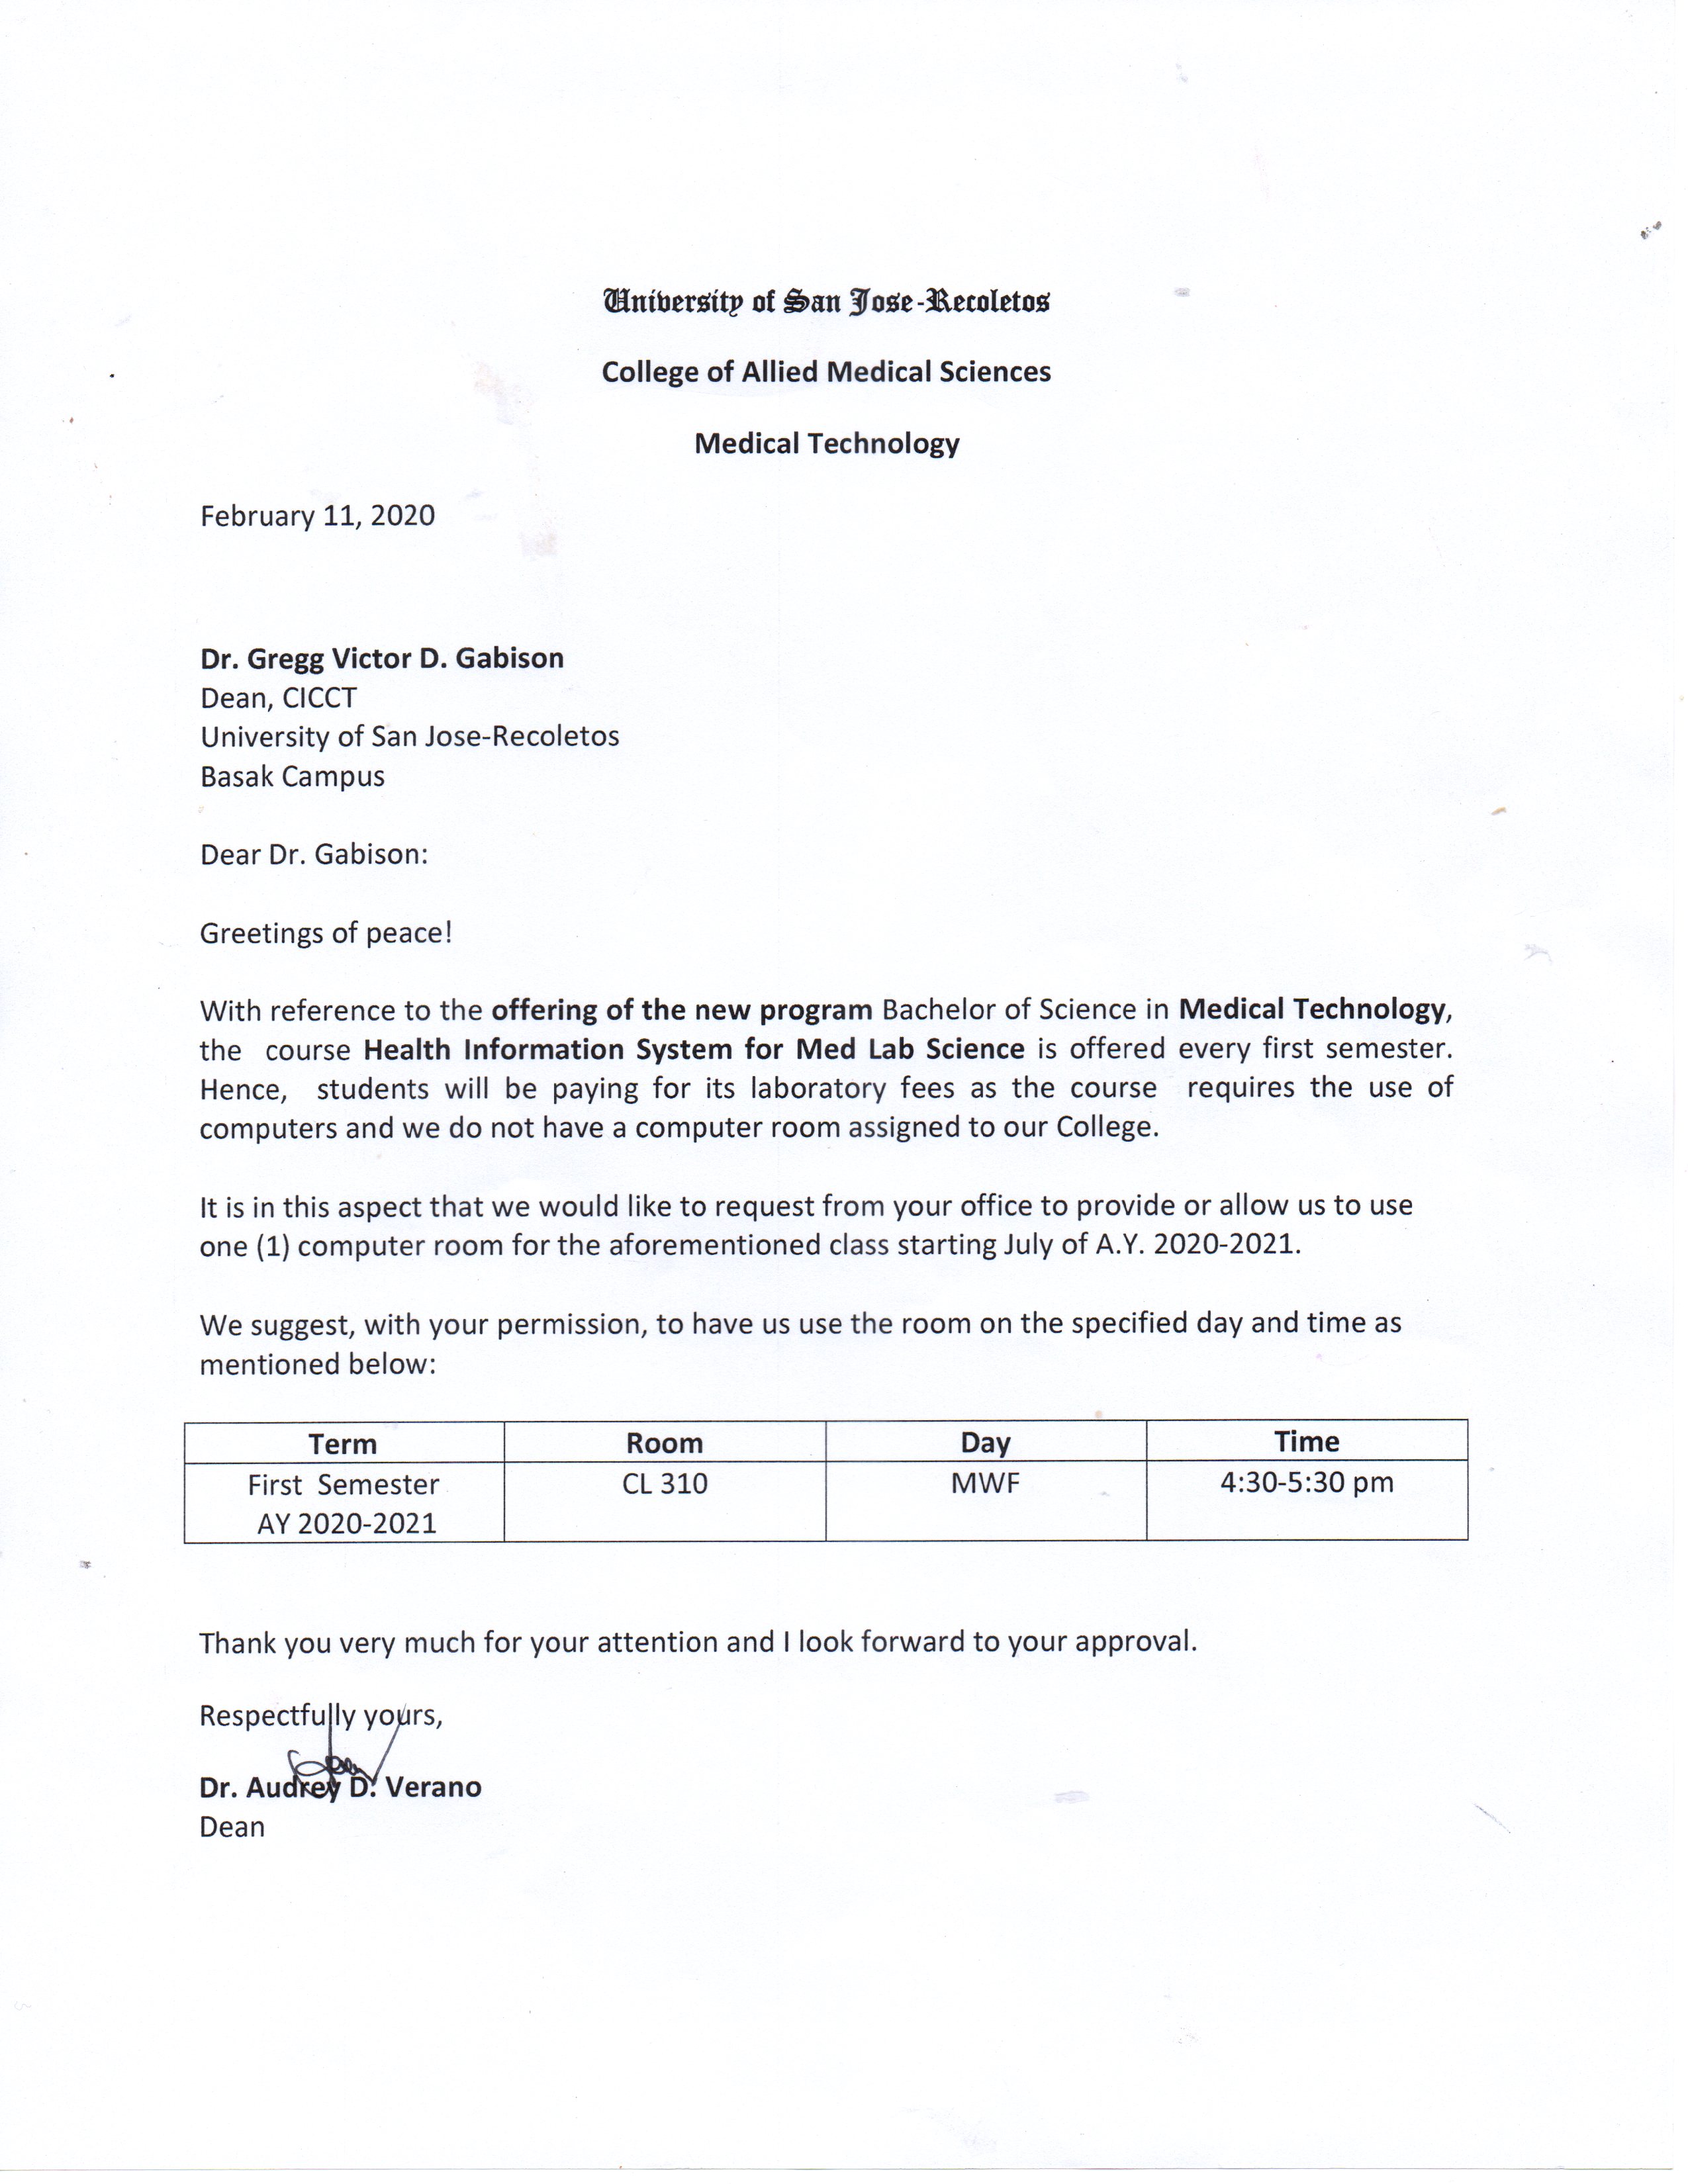 University of San Jose-Recoletos
College of Allied Medical Sciences
Medical Technology
February 11, 2020
Dr. Gregg Victor D. Gabison
Dean, CICCT
University of San Jose-Recoletos
Basak Campus
Dear Dr. Gabison:
Greetings of peace!
With reference to the offering of the new program Bachelor of Science in Medical Technology,
the course Health Information System for Med Lab Science is offered every first semester.
Hence, students will be paying for its laboratory fees as the course requires the use of
computers and we do not have a computer room assigned to our College.
It is in this aspect that we would like to request from your office to provide or allow us to use
one (1) computer room for the aforementioned class starting July of A.Y. 2020-2021.
We suggest, with your permission, to have us use the room on the specified day and time as
mentioned below:
Term Room Day Time
First Semester CL 310 MWF 4:30-5:30 pm
AY 2020-2021
Thank you very much for your attention and I look forward to your approval.
Respectfully yours,
Dr. Audrey D. Verano
Dean